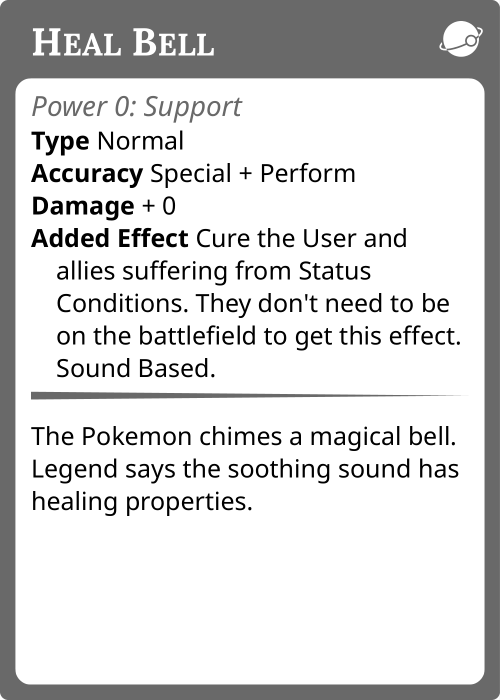 Heal Bell
Power 0: Support
Type Normal
Accuracy Special + Perform
Damage + 0
Added Effect Cure the User and
allies suffering from Status
Conditions. They don't need to be
on the battlefield to get this effect.
Sound Based.
The Pokemon chimes a magical bell.
Legend says the soothing sound has
healing properties.